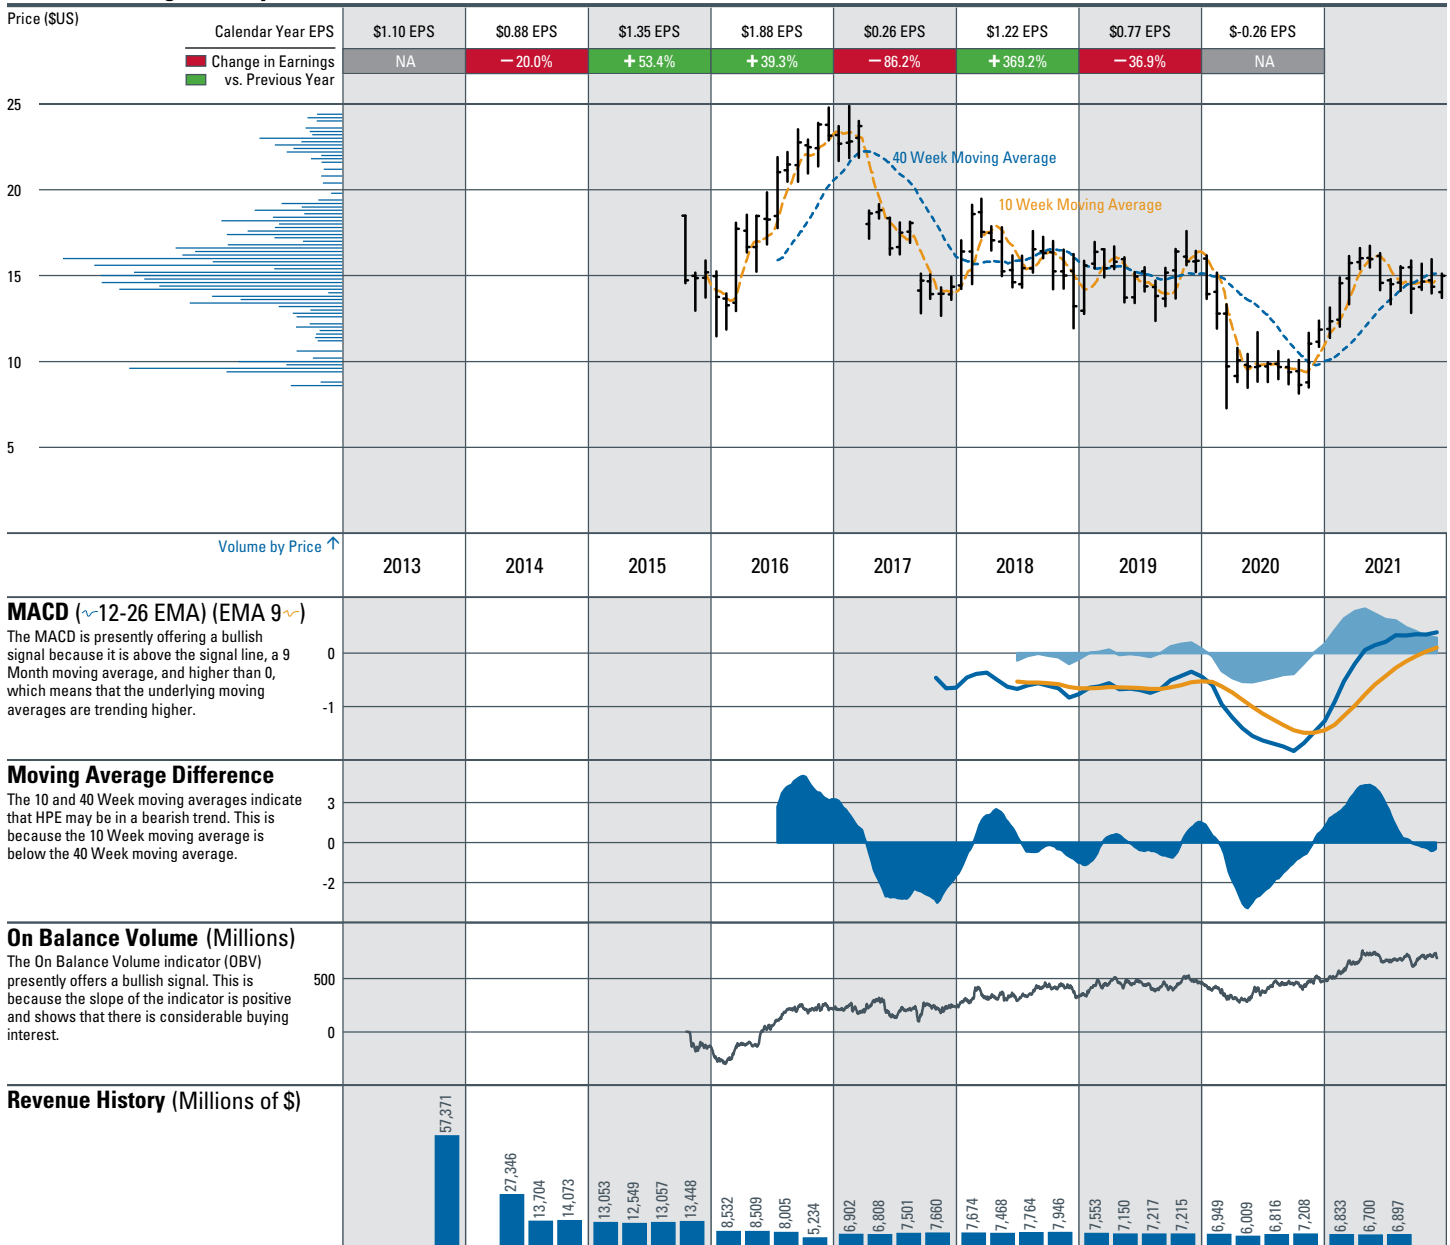 Price ($US)
Calendar Year EPS
$1.10 EPS
$0.88 EPS
$1.35 EPS
$1.88 EPS
$0.26 EPS
$1.22 EPS
$0.77 EPS
$-0.26 EPS
Change in Earnings
vs. Previous Year
NA
−20.0%
+53.4%
+39.3%
−86.2%
+369.2%
−36.9%
NA
25
20
15
10
5
40 Week Moving Average
10 Week Moving Average
Volume by Price ↑
2013
2014
2015
2016
2017
2018
2019
2020
2021
MACD (12-26 EMA) (EMA 9)
The MACD is presently offering a bullish
signal because it is above the signal line, a 9
Month moving average, and higher than 0,
which means that the underlying moving
averages are trending higher.
0
-1
Moving Average Difference
The 10 and 40 Week moving averages indicate
that HPE may be in a bearish trend. This is
because the 10 Week moving average is
below the 40 Week moving average.
3
0
-2
On Balance Volume (Millions)
The On Balance Volume indicator (OBV)
presently offers a bullish signal. This is
because the slope of the indicator is positive
and shows that there is considerable buying
interest.
500
0
Revenue History (Millions of $)
57,371
27,346
13,704
14,073
13,053
12,549
13,057
13,448
8,532
8,509
8,005
5,234
6,902
6,808
7,501
7,660
7,674
7,468
7,764
7,946
7,553
7,150
7,217
7,215
6,949
6,009
6,816
7,208
6,833
6,700
6,897